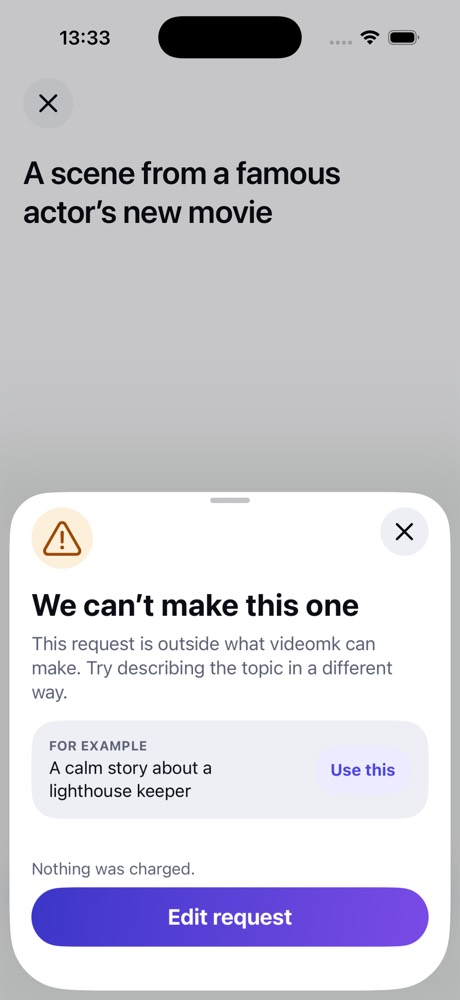 13:33
A scene from a famous
actor’s new movie
We can’t make this one
This request is outside what videomk can
make. Try describing the topic in a different
way.
FOR EXAMPLE
A calm story about a
lighthouse keeper
Use this
Nothing was charged.
Edit request